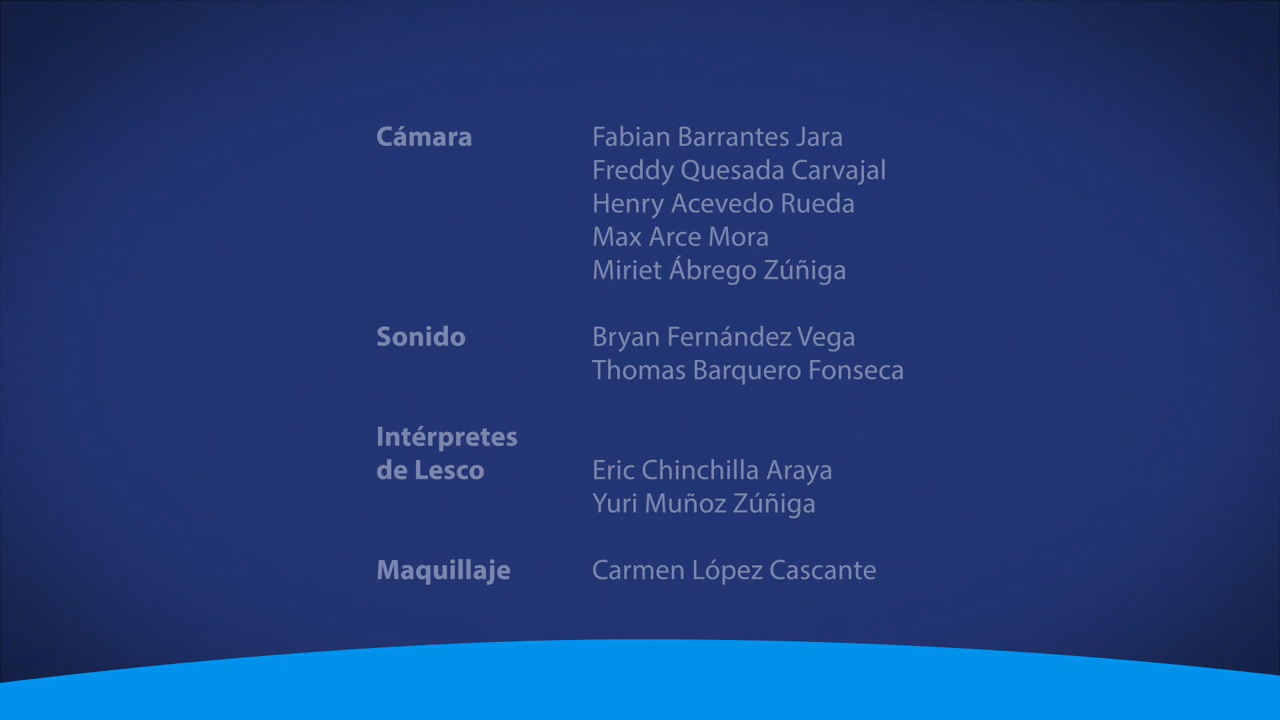 Cámara Fabian Barrantes Jara
Freddy Quesada Carvajal
Henry Acevedo Rueda
Max Arce Mora
Miriet Ábrego Zúñiga
Sonido Bryan Fernández Vega
Thomas Barquero Fonseca
Intérpretes
de Lesco Eric Chinchilla Araya
Yuri Muñoz Zúñiga
Maquillaje Carmen López Cascante